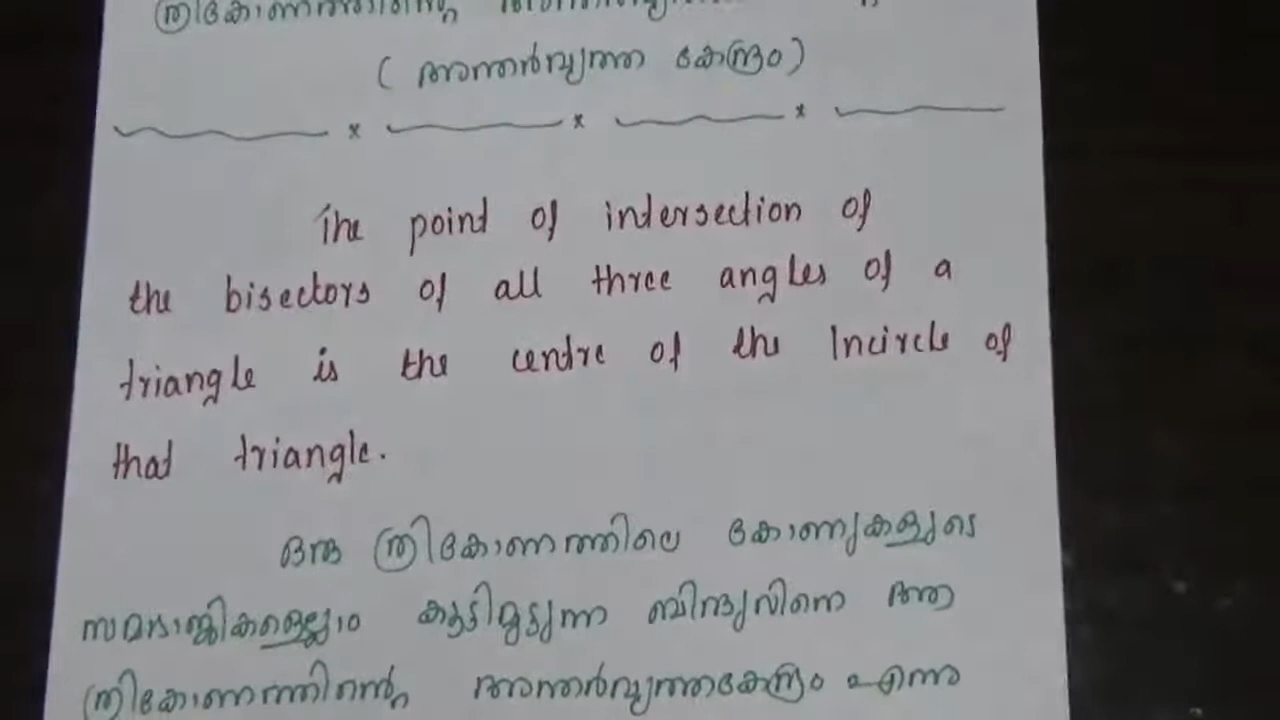 ത്രികോണത്തിന്റെ
( അന്തർവൃത്ത കേന്ദ്രം )
The point of intersection of
the bisectors of all three angles of a
triangle is the centre of the Incircle of
that triangle.
ഒരു ത്രികോണത്തിലെ കോണുകളുടെ
സമഭാജികളെല്ലാം കൂട്ടിമുട്ടുന്ന ബിന്ദുവിനെ ആ
ത്രികോണത്തിന്റെ അന്തർവൃത്തകേന്ദ്രം എന്നു